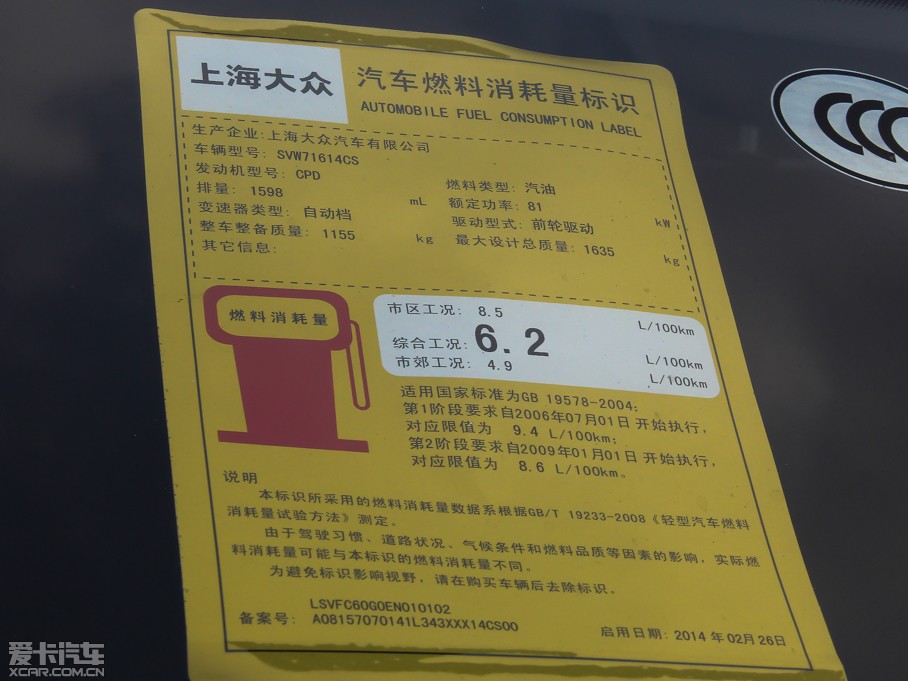 上海大众
汽车燃料消耗量标识
AUTOMOBILE FUEL CONSUMPTION LABEL
生产企业:上海大众汽车有限公司
车辆型号: SVW71614CS
发动机型号: CPD
燃料类型: 汽油
排量: 1598 mL
额定功率: 81 kW
变速器类型: 自动档
驱动型式: 前轮驱动
整车整备质量: 1155 kg
最大设计总质量: 1635 kg
其它信息:
燃料消耗量
市区工况: 8.5 L/100km
综合工况: 6.2 L/100km
市郊工况: 4.9 L/100km
适用国家标准为GB 19578-2004;
第1阶段要求自2006年07月01日 开始执行,
对应限值为 9.4 L/100km;
第2阶段要求自2009年01月01日 开始执行,
对应限值为 8.6 L/100km。
说明
本标识所采用的燃料消耗量数据系根据GB/T 19233-2008《轻型汽车燃料
消耗量试验方法》测定。
由于驾驶习惯、道路状况、气候条件和燃料品质等因素的影响,实际燃
料消耗量可能与本标识的燃料消耗量不同。
为避免标识影响视野,请在购买车辆后去除标识。
LSVFC60G0EN010102
备案号: A08157070141L343XXX14CS00
启用日期: 2014 年 02月 26日
CCC
爱卡汽车
XCAR.COM.CN